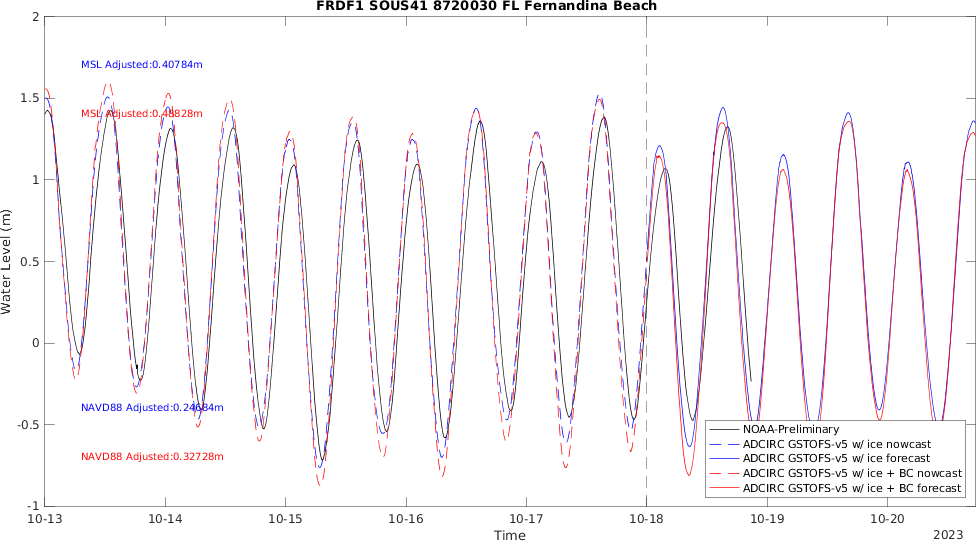 FRDF1 SOUS41 8720030 FL Fernandina Beach
2
1.5
1
0.5
0
-0.5
-1
Water Level (m)
MSL Adjusted:0.40784m
MSL Adjusted:0.48828m
NAVD88 Adjusted:0.24684m
NAVD88 Adjusted:0.32728m
NOAA-Preliminary
ADCIRC GSTOFS-v5 w/ ice nowcast
ADCIRC GSTOFS-v5 w/ ice forecast
ADCIRC GSTOFS-v5 w/ ice + BC nowcast
ADCIRC GSTOFS-v5 w/ ice + BC forecast
10-13 10-14 10-15 10-16 10-17 10-18 10-19 10-20
Time
2023